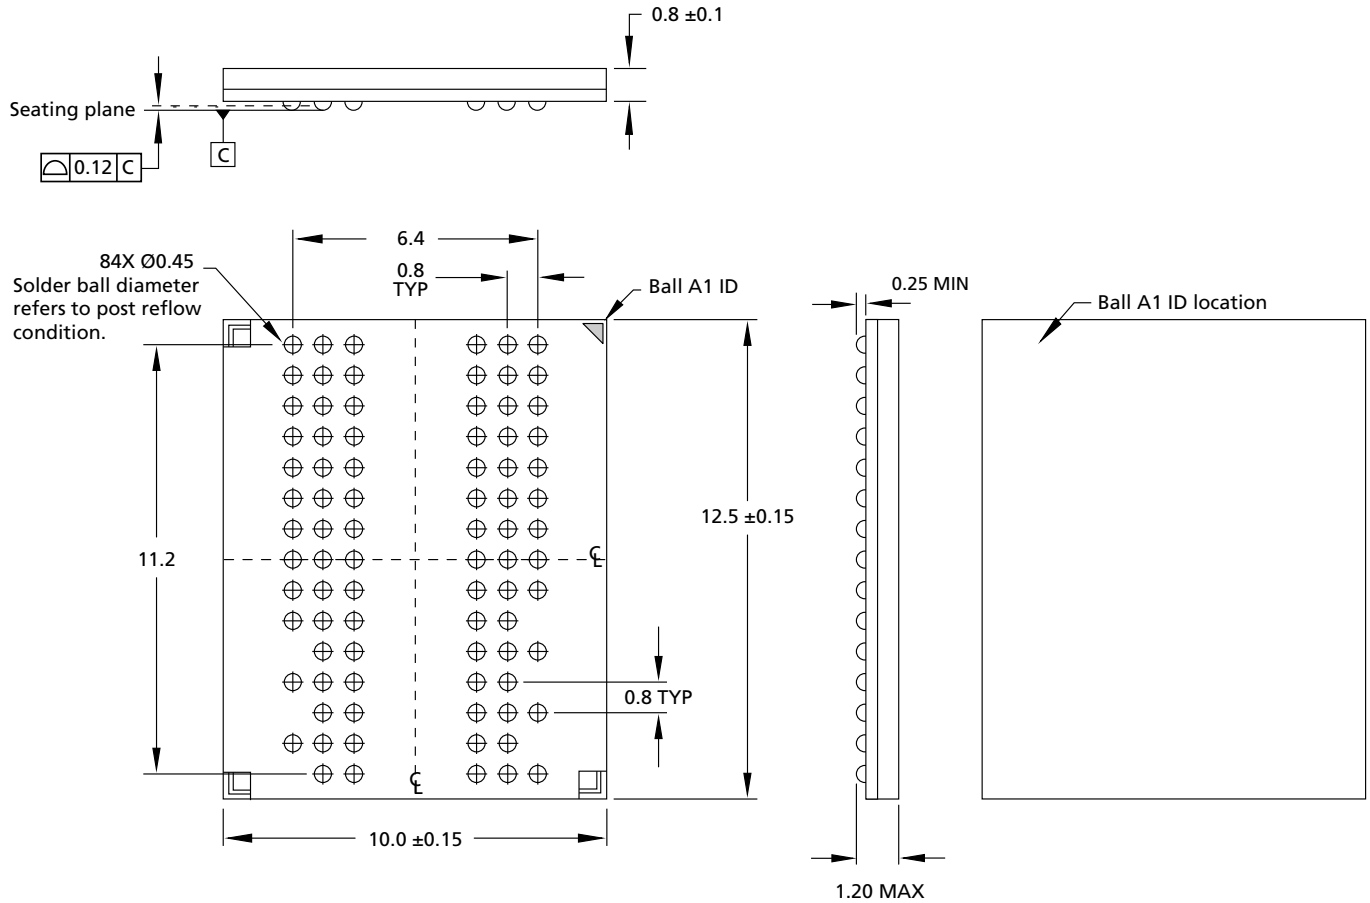 0.8 ±0.1
Seating plane
0.12 C
C
84X Ø0.45
Solder ball diameter
refers to post reflow
condition.
6.4
0.8
TYP
Ball A1 ID
0.25 MIN
Ball A1 ID location
11.2
℄
12.5 ±0.15
0.8 TYP
℄
10.0 ±0.15
1.20 MAX